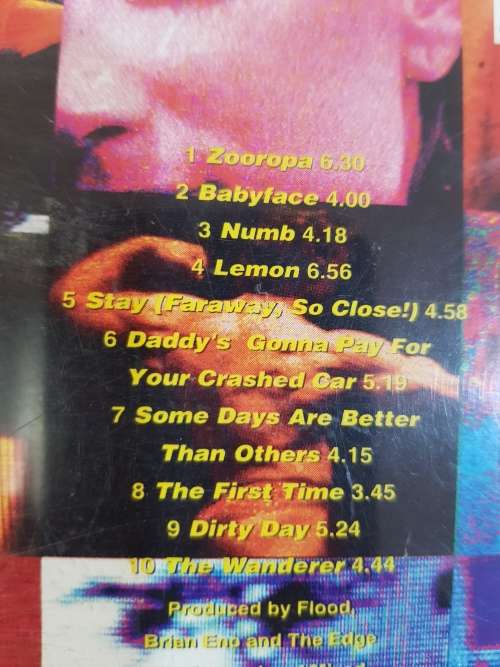 1 Zooropa 6.30
2 Babyface 4.00
3 Numb 4.18
4 Lemon 6.56
5 Stay (Faraway, So Close!) 4.58
6 Daddy's Gonna Pay For
Your Crashed Car 5.19
7 Some Days Are Better
Than Others 4.15
8 The First Time 3.45
9 Dirty Day 5.24
10 The Wanderer 4.44
Produced by Flood,
Brian Eno and The Edge